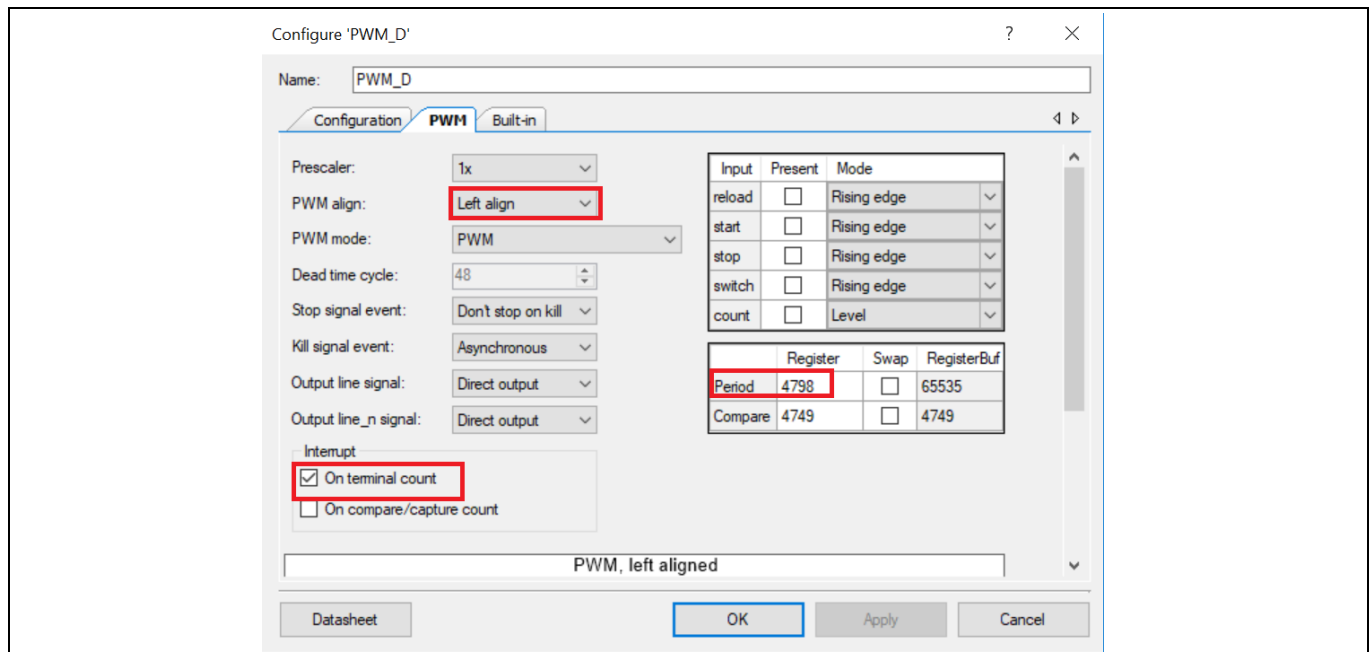 Configure 'PWM_D'
?
Name: PWM_D
Configuration PWM Built-in
Prescaler: 1x
PWM align: Left align
PWM mode: PWM
Dead time cycle: 48
Stop signal event: Don't stop on kill
Kill signal event: Asynchronous
Output line signal: Direct output
Output line_n signal: Direct output
Interrupt
On terminal count
On compare/capture count
Input Present Mode
reload Rising edge
start Rising edge
stop Rising edge
switch Rising edge
count Level
Register Swap RegisterBuf
Period 4798 65535
Compare 4749 4749
PWM, left aligned
Datasheet OK Apply Cancel